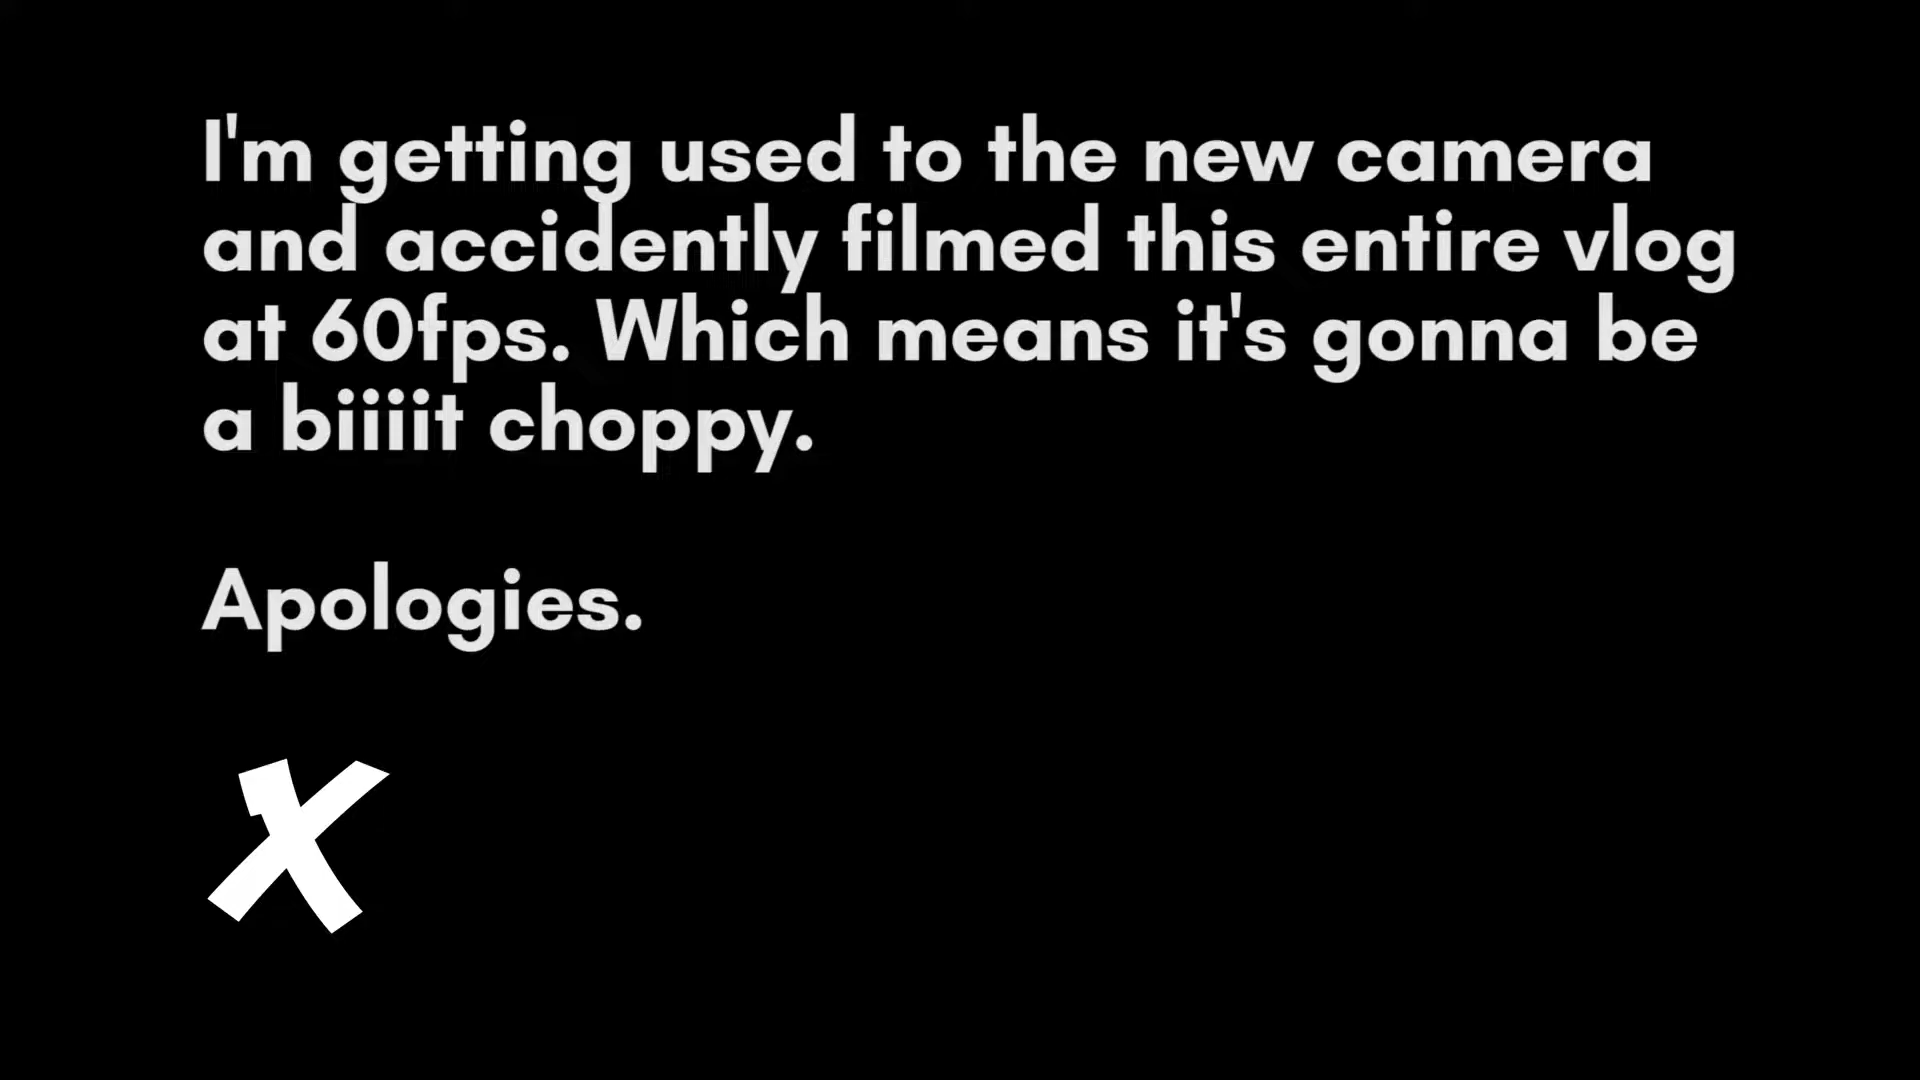 I'm getting used to the new camera
and accidently filmed this entire vlog
at 60fps. Which means it's gonna be
a biiiit choppy.
Apologies.
X